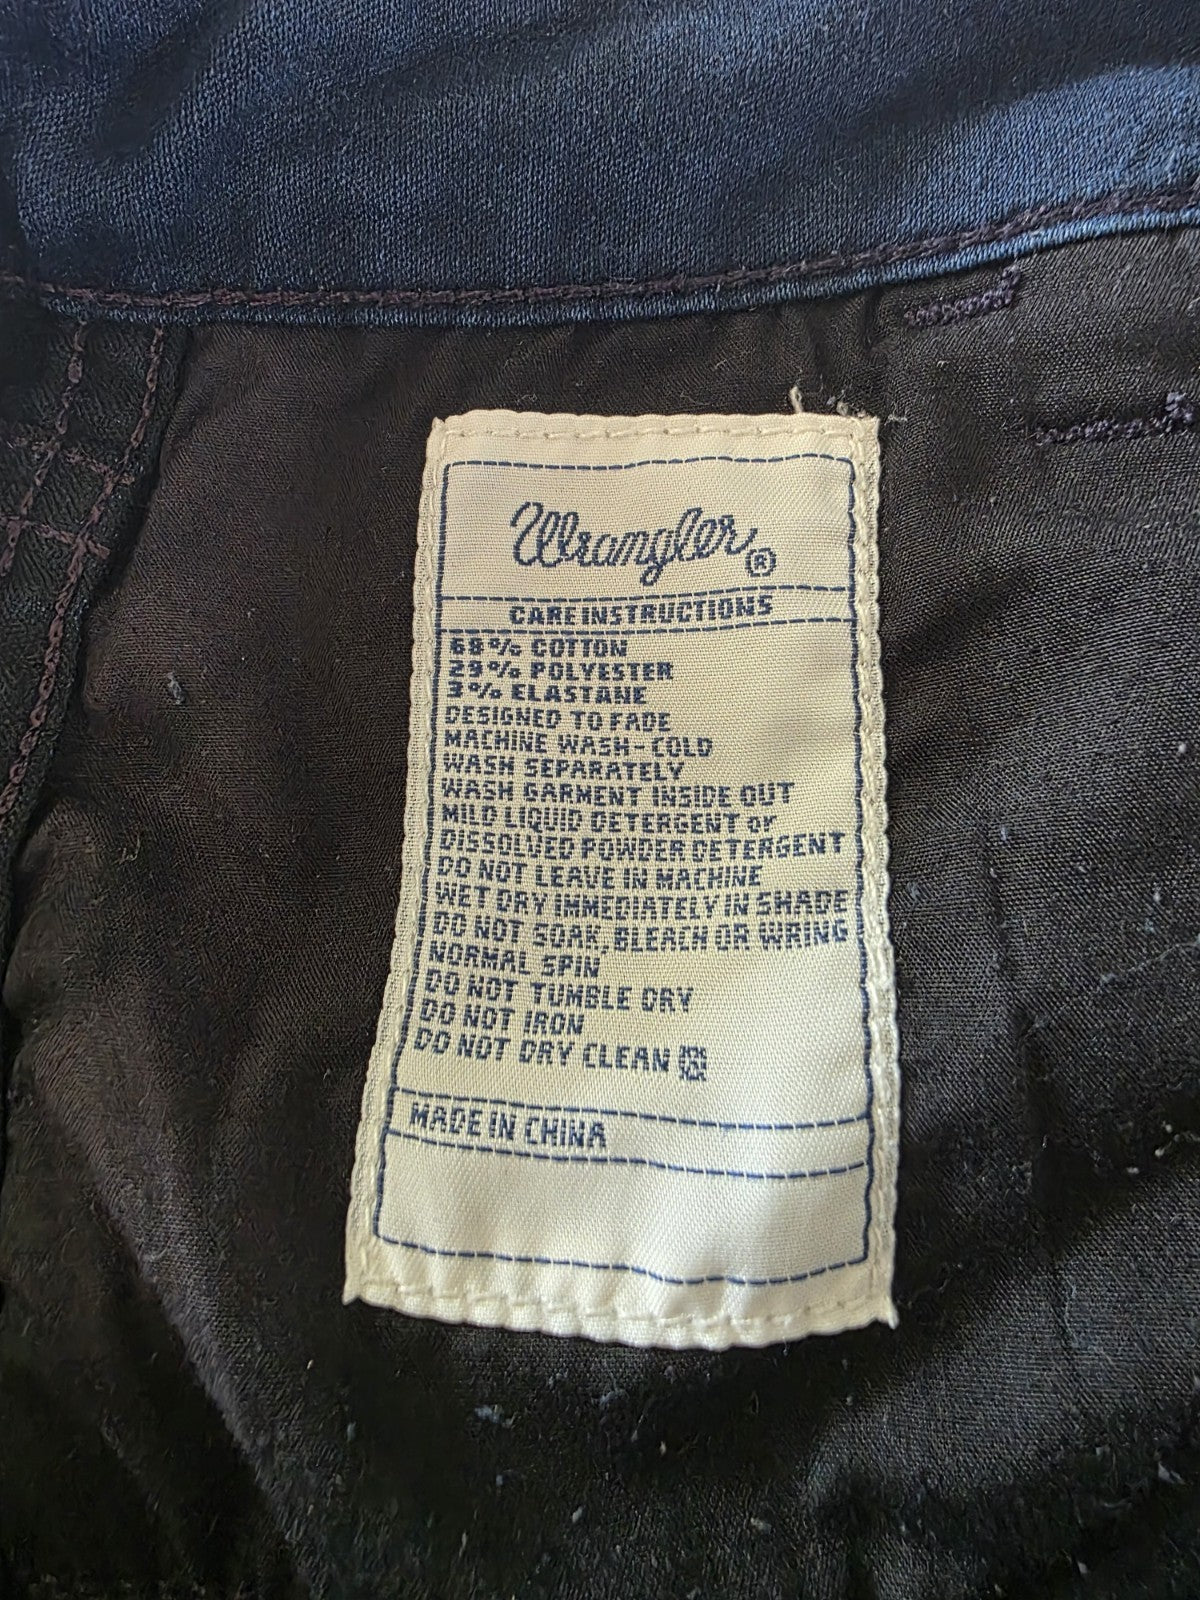 Wrangler®
CARE INSTRUCTIONS
68% COTTON
29% POLYESTER
3% ELASTANE
DESIGNED TO FADE
MACHINE WASH-COLD
WASH SEPARATELY
WASH GARMENT INSIDE OUT
MILD LIQUID DETERGENT or
DISSOLVED POWDER DETERGENT
DO NOT LEAVE IN MACHINE
WET DRY IMMEDIATELY IN SHADE
DO NOT SOAK, BLEACH OR WRING
NORMAL SPIN
DO NOT TUMBLE DRY
DO NOT IRON
DO NOT DRY CLEAN
MADE IN CHINA